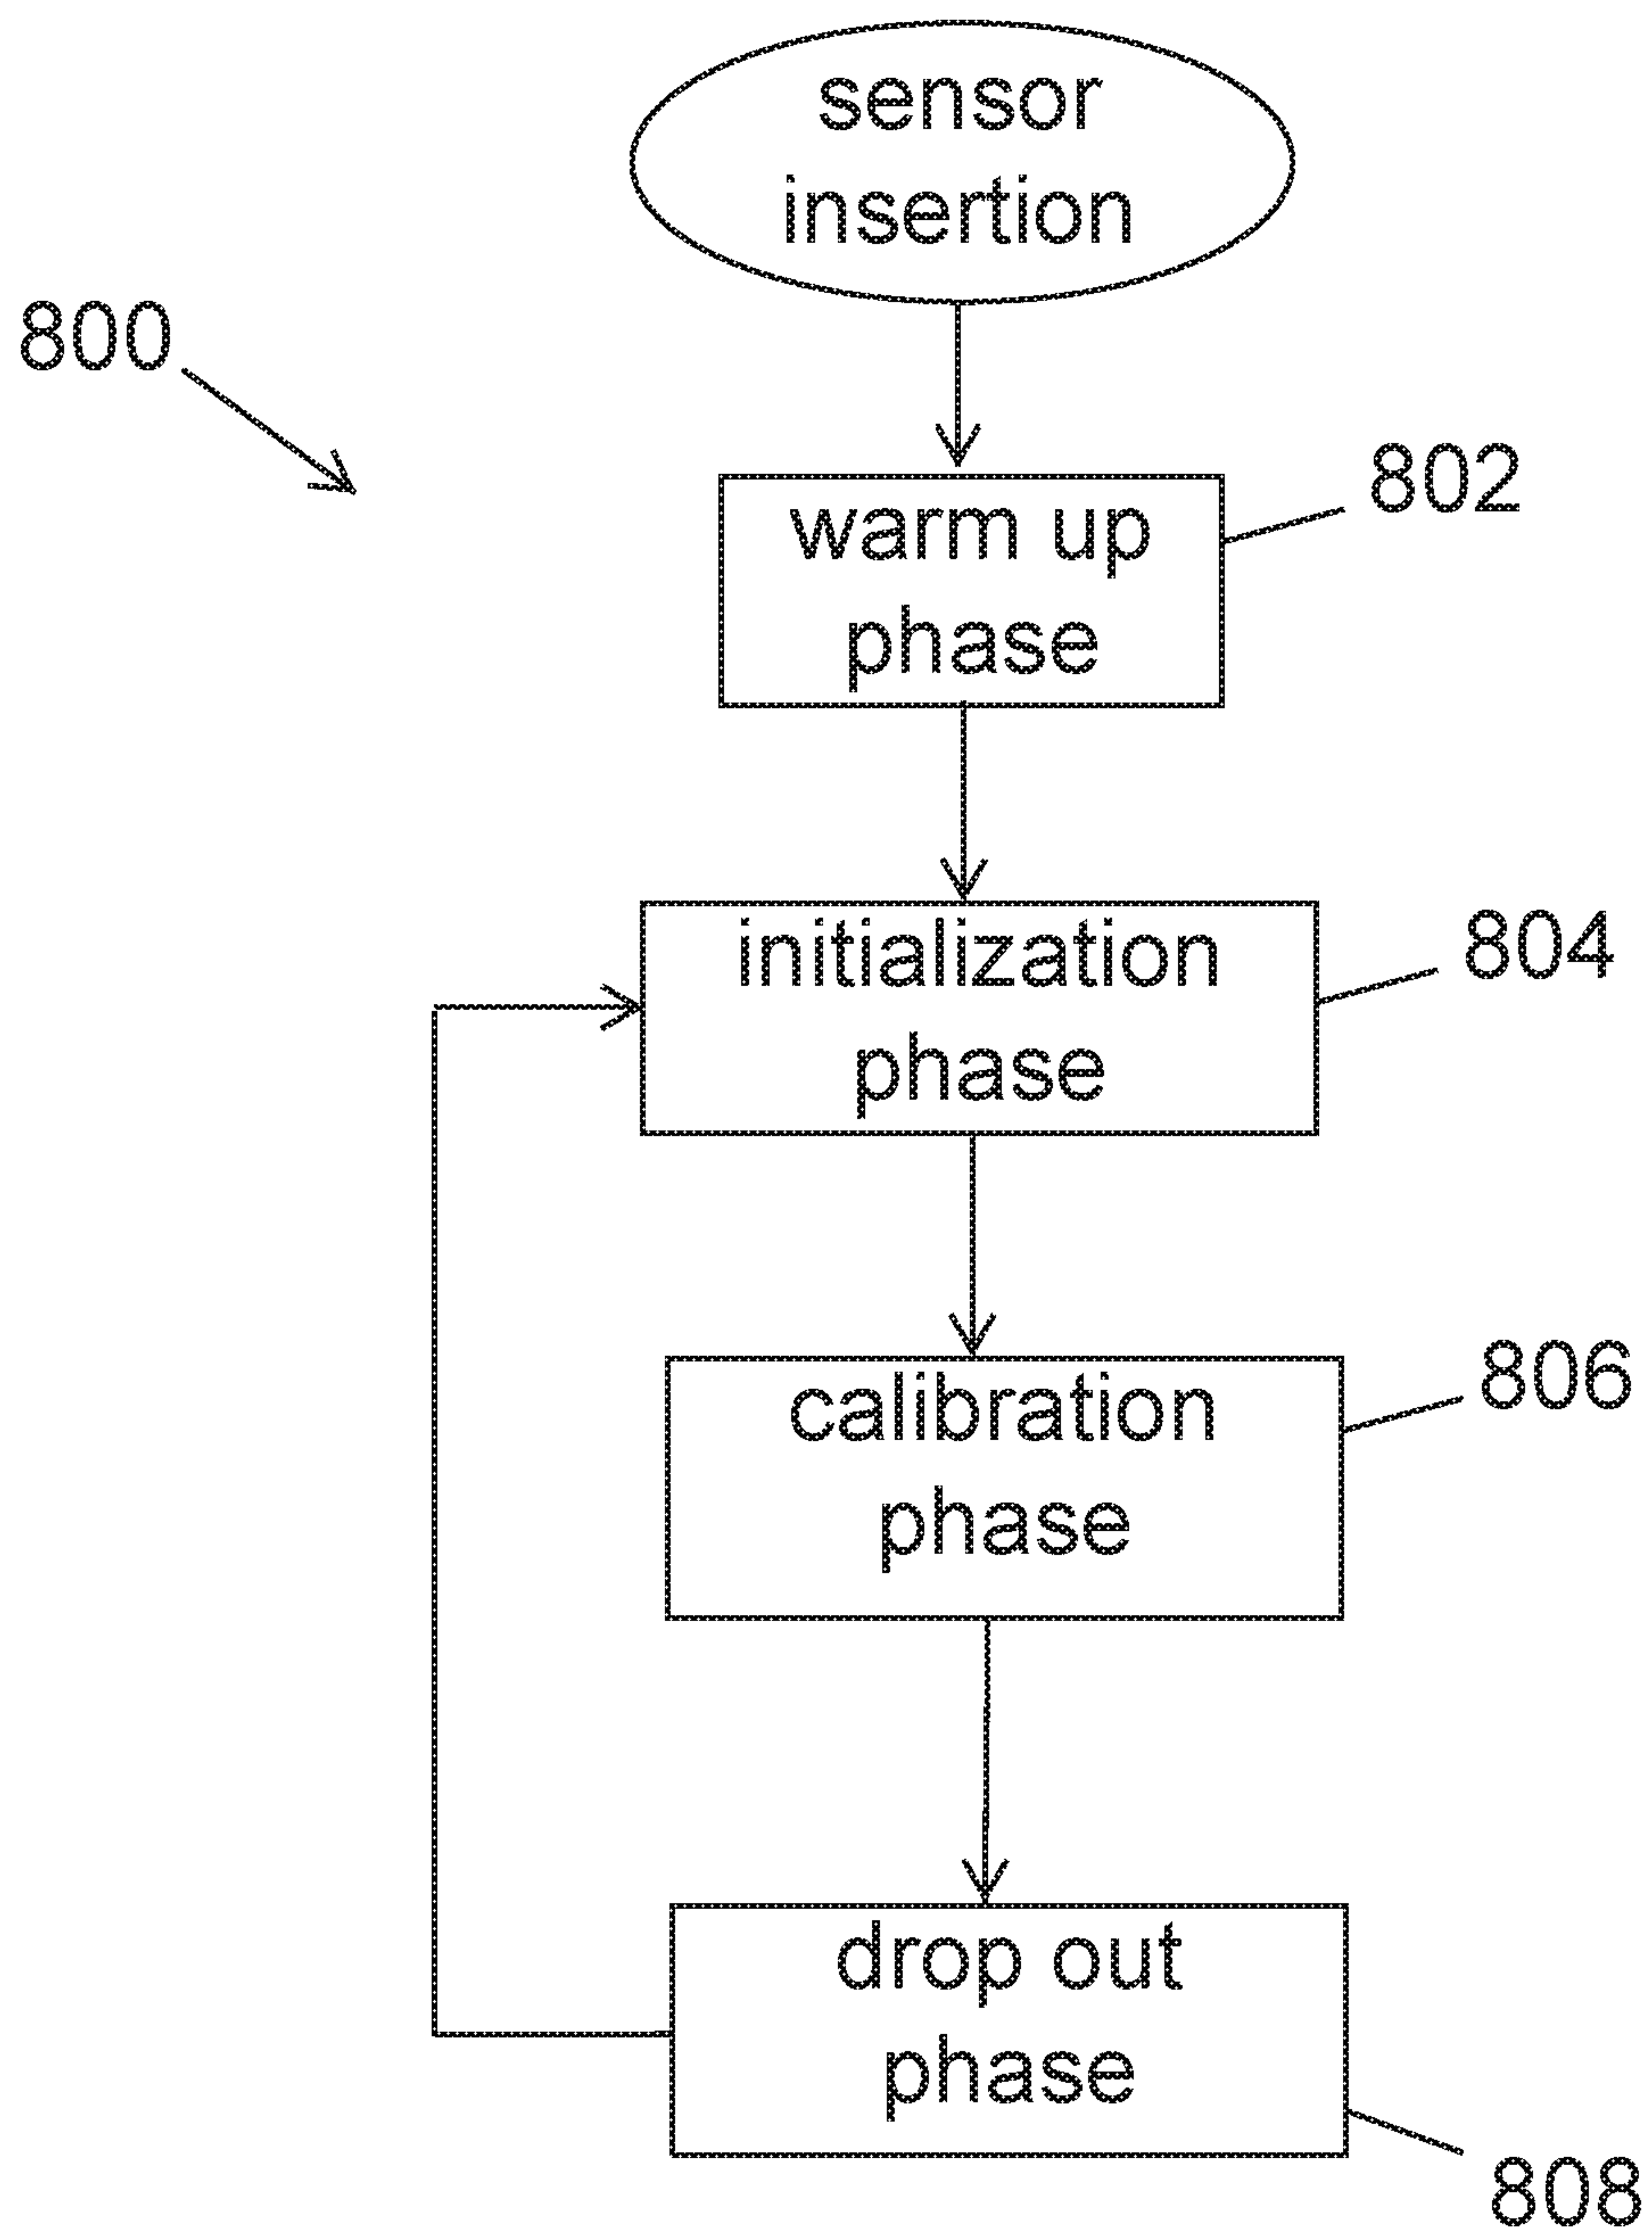 sensor
insertion
800
802
warm up
phase
804
initialization
phase
806
calibration
phase
drop out
phase
808